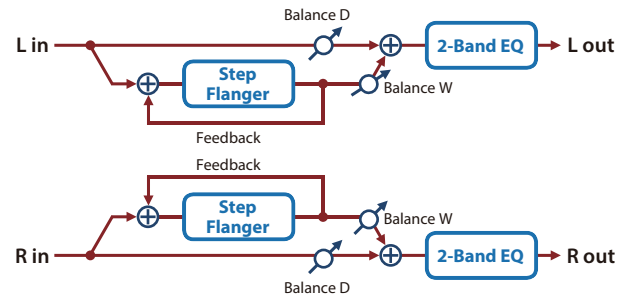 Balance D
L in
2-Band EQ
L out
Step
Flanger
Balance W
Feedback
Feedback
Step
Flanger
Balance W
R in
2-Band EQ
R out
Balance D